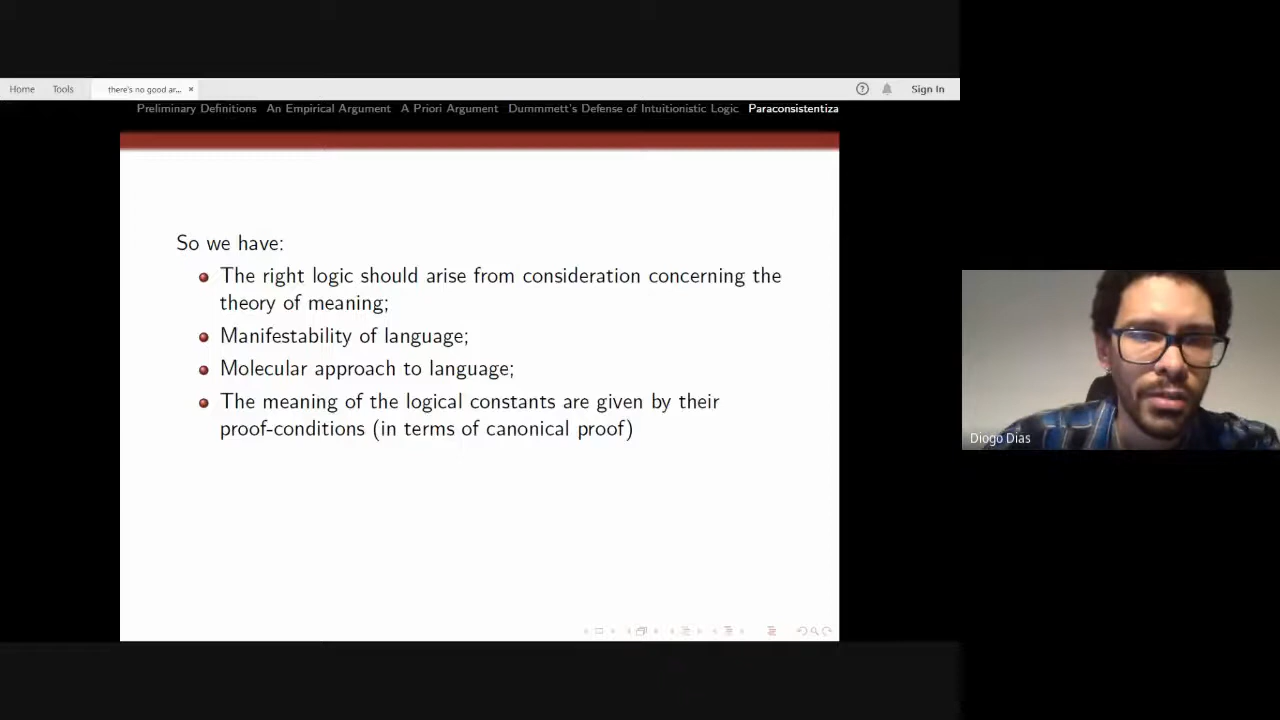 Home Tools there's no good ar... × Sign In
Preliminary Definitions An Empirical Argument A Priori Argument Dummmett's Defense of Intuitionistic Logic Paraconsistentiza
So we have:
The right logic should arise from consideration concerning the
theory of meaning;
Manifestability of language;
Molecular approach to language;
The meaning of the logical constants are given by their
proof-conditions (in terms of canonical proof)
Diogo Dias